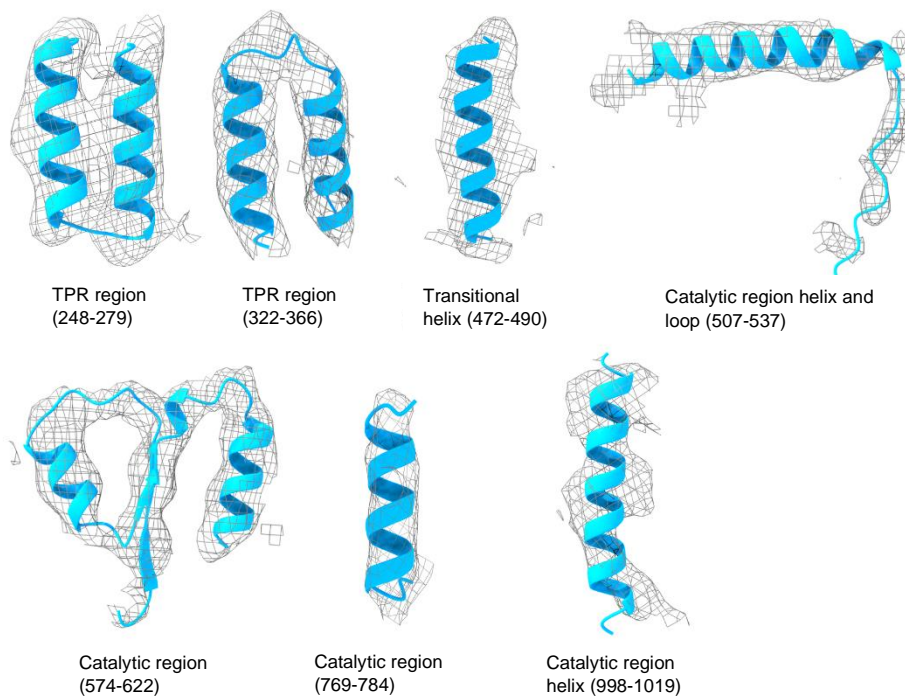 TPR region
(248-279)
TPR region
(322-366)
Transitional
helix (472-490)
Catalytic region helix and
loop (507-537)
Catalytic region
(574-622)
Catalytic region
(769-784)
Catalytic region
helix (998-1019)